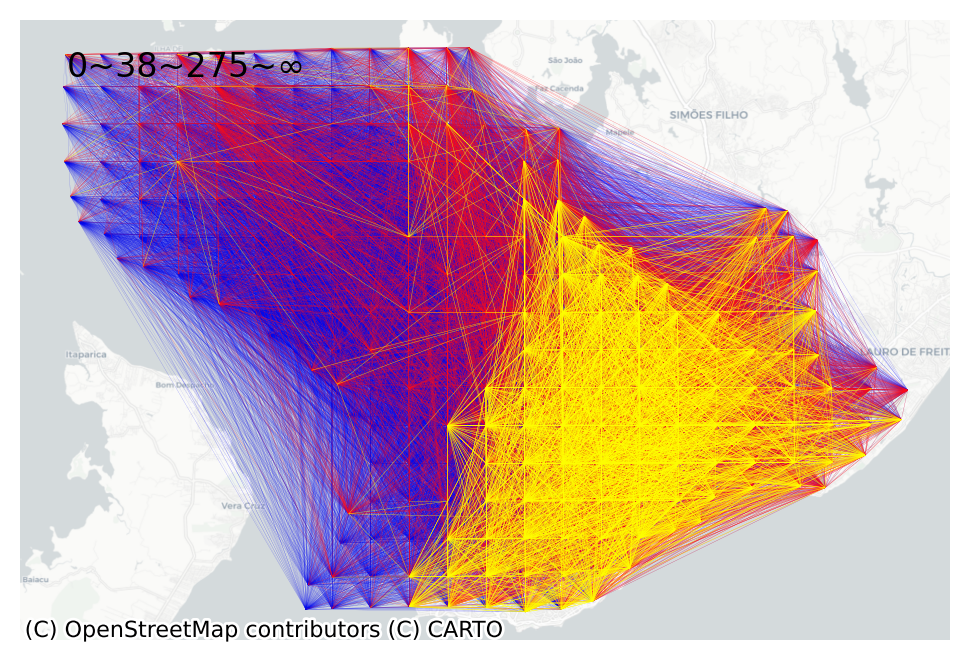 0~38~275~∞
São João
Faz Cacenda
SIMÕES FILHO
Mapele
Itaparica
Bom Despacho
LAURO DE FREIT
Vera Cruz
Baiacu
(C) OpenStreetMap contributors (C) CARTO